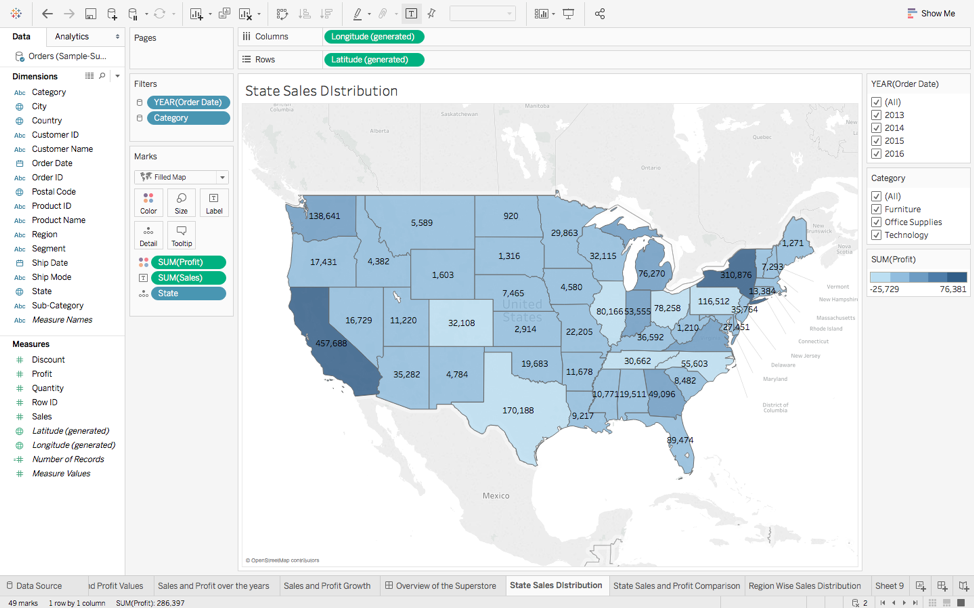 Show Me
Data
Analytics
Pages
Columns
Longitude (generated)
Rows
Latitude (generated)
Orders (Sample-Su...
Dimensions
Abc Category
City
Country
Abc Customer ID
Abc Customer Name
Order Date
Abc Order ID
Postal Code
Abc Product ID
Abc Product Name
Abc Region
Abc Segment
Ship Date
Abc Ship Mode
State
Abc Sub-Category
Abc Measure Names
Measures
Discount
Profit
Quantity
Row ID
Sales
Latitude (generated)
Longitude (generated)
Number of Records
Measure Values
Filters
YEAR(Order Date)
Category
Marks
Filled Map
Color
Size
Label
Detail
Tooltip
SUM(Profit)
SUM(Sales)
State
State Sales DIstribution
Columbia
Alberta
Saskatchewan
Manitoba
Ontario
Quebec
New
Brunswick
Nova
Scotia
138,641
5,589
920
29,863
1,271
17,431
4,382
1,316
32,115
76,270
310,876
7,293
1,603
4,580
13,384
7,465
United
States
80,166
53,555
78,258
116,512
35,764
16,729
11,220
32,108
2,914
22,205
36,592
1,210
27,451
457,688
35,282
4,784
19,683
11,678
30,662
55,603
8,482
170,188
9,217
10,771
19,511
49,096
89,474
Vermont
New Hampshire
Massachusetts
Rhode Island
Connecticut
New Jersey
Delaware
Maryland
District of
Columbia
Mexico
© OpenStreetMap contributors
YEAR(Order Date)
(All)
2013
2014
2015
2016
Category
(All)
Furniture
Office Supplies
Technology
SUM(Profit)
-25,729
76,381
Data Source
d Profit Values
Sales and Profit over the years
Sales and Profit Growth
Overview of the Superstore
State Sales DIstribution
State Sales and Profit Comparison
Region Wise Sales Distribution
Sheet 9
49 marks
1 row by 1 column
SUM(Profit): 286,397
2